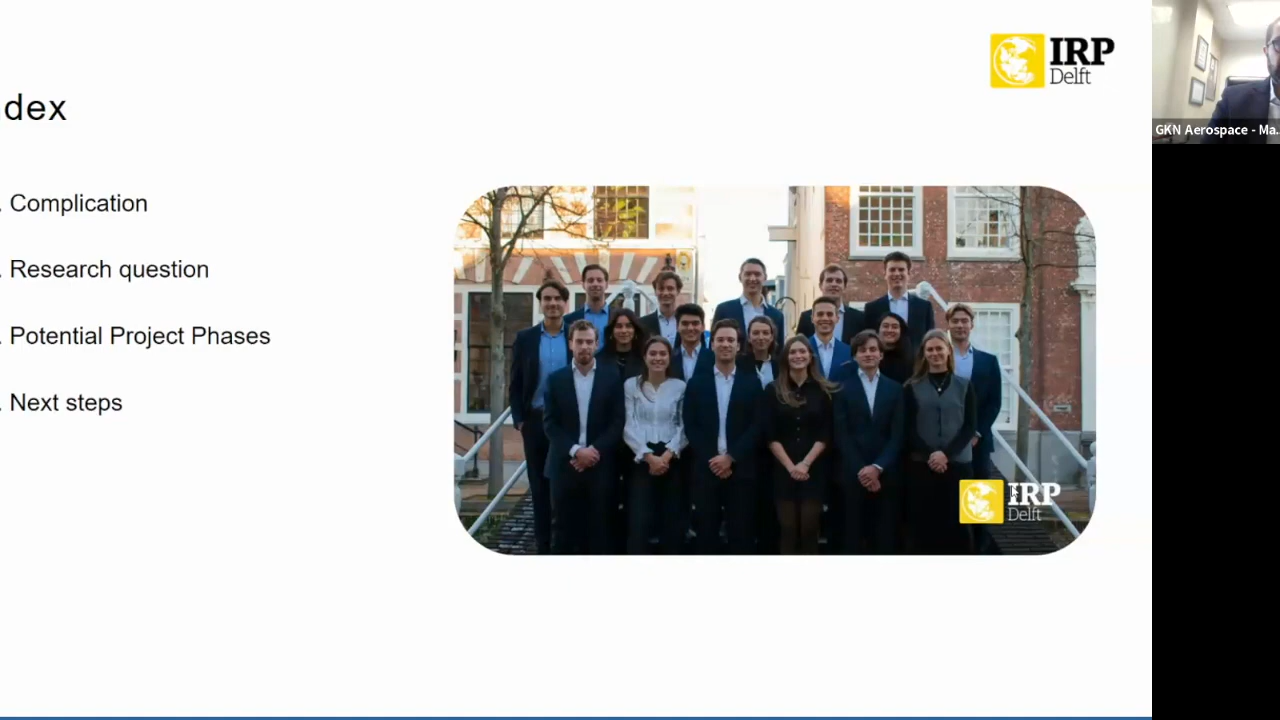 IRP
Delft
dex
GKN Aerospace - Ma...
. Complication
. Research question
. Potential Project Phases
. Next steps
IRP
Delft